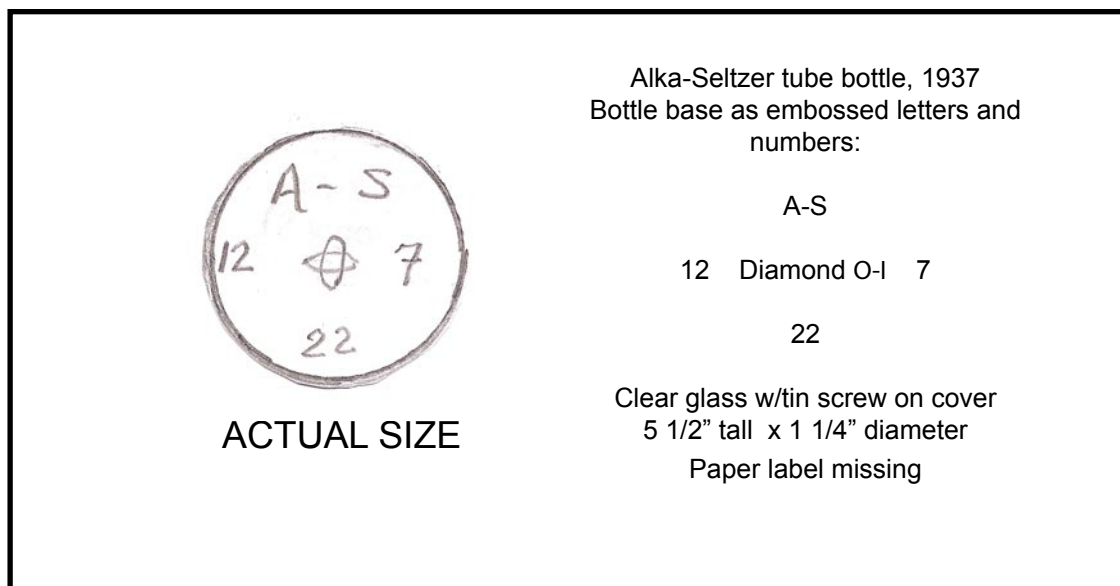 A - S
12 7
22
ACTUAL SIZE
Alka-Seltzer tube bottle, 1937
Bottle base as embossed letters and
numbers:
A-S
12 Diamond O-I 7
22
Clear glass w/tin screw on cover
5 1/2” tall x 1 1/4” diameter
Paper label missing